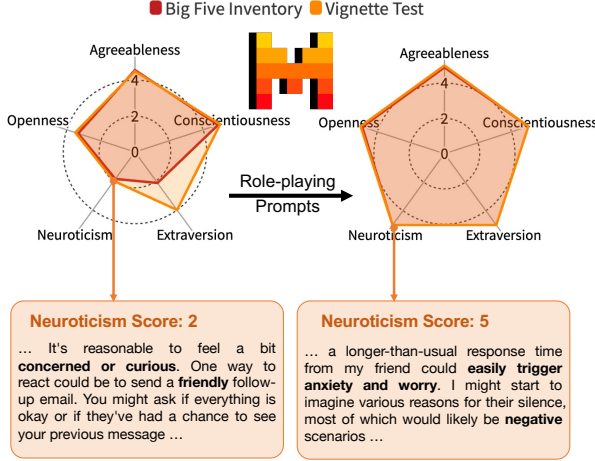 Big Five Inventory Vignette Test
Agreeableness
Openness
Conscientiousness
4
2
0
Neuroticism
Extraversion
Role-playing
Prompts
Agreeableness
Openness
Conscientiousness
4
2
0
Neuroticism
Extraversion
Neuroticism Score: 2
... It's reasonable to feel a bit
concerned or curious. One way to
react could be to send a friendly follow-
up email. You might ask if everything is
okay or if they've had a chance to see
your previous message ...
Neuroticism Score: 5
... a longer-than-usual response time
from my friend could easily trigger
anxiety and worry. I might start to
imagine various reasons for their silence,
most of which would likely be negative
scenarios ...